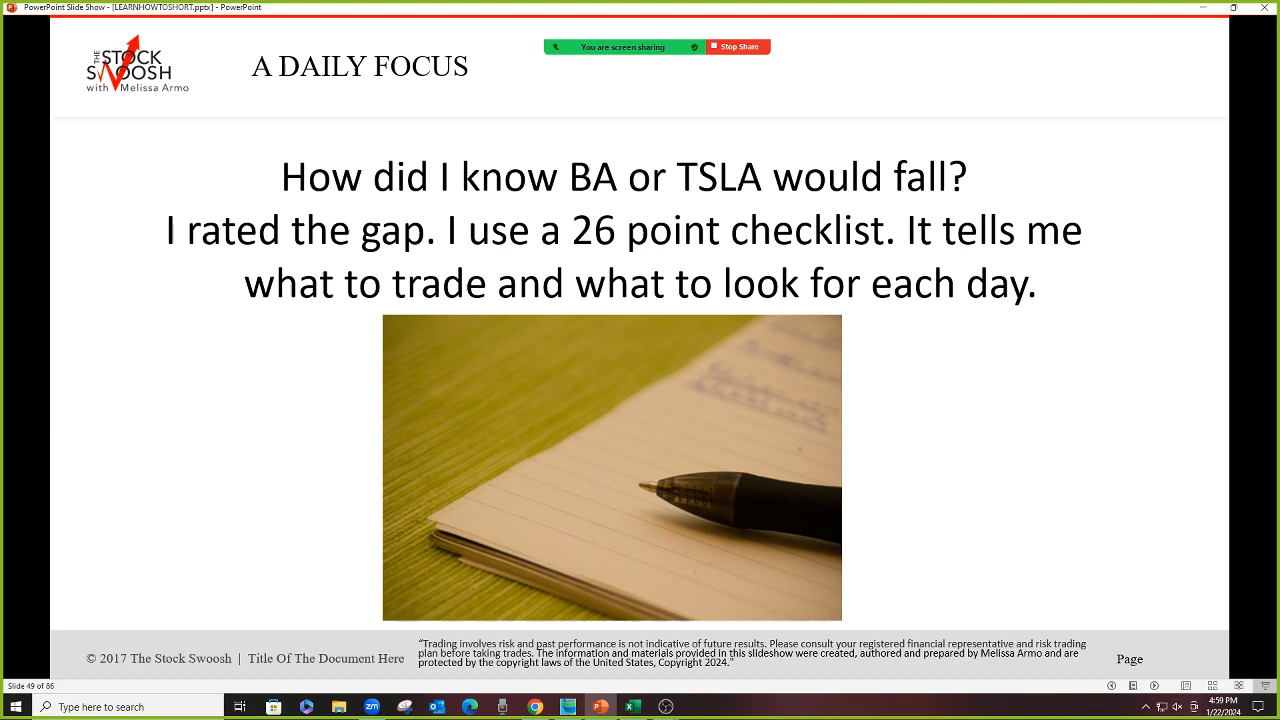 PowerPoint Slide Show - [LEARNHOWTOSHORT.pptx] - PowerPoint
You are screen sharing
Stop Share
THE
STOCK
SWOOSH
with Melissa Armo
A DAILY FOCUS
How did I know BA or TSLA would fall?
I rated the gap. I use a 26 point checklist. It tells me
what to trade and what to look for each day.
© 2017 The Stock Swoosh | Title Of The Document Here
"Trading involves risk and past performance is not indicative of future results. Please consult your registered financial representative and risk trading
plan before taking trades. The information and materials provided in this slideshow were created, authored and prepared by Melissa Armo and are
protected by the copyright laws of the United States, Copyright 2024."
Page
Slide 49 of 86
Type here to search
zm
4:59 PM
1/22/2024